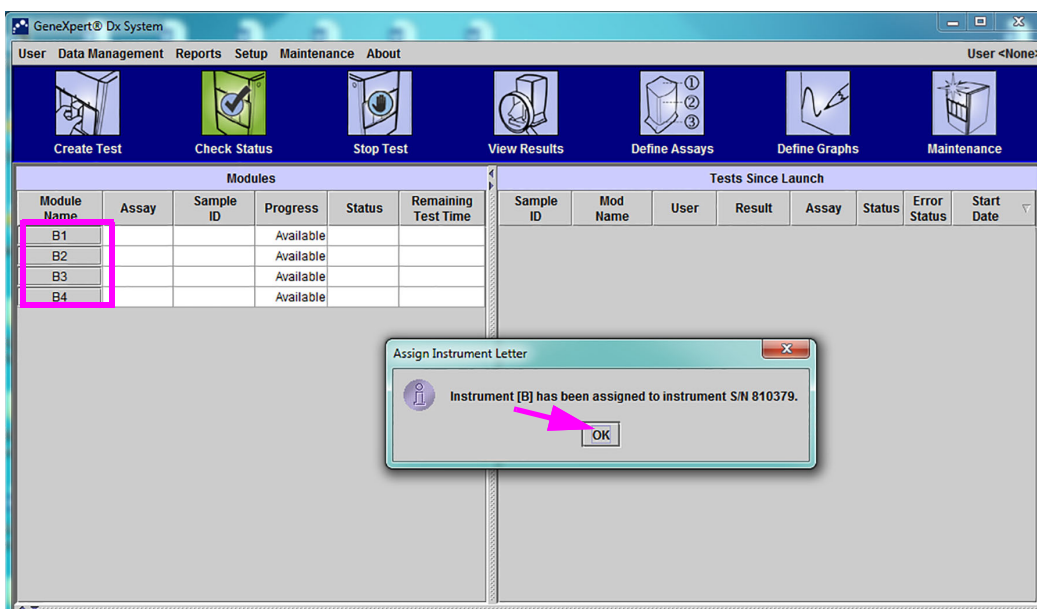 GeneXpert® Dx System
User Data Management Reports Setup Maintenance About User <None>
Create Test Check Status Stop Test View Results Define Assays Define Graphs Maintenance
Modules
Module Name Assay Sample ID Progress Status Remaining Test Time
B1 Available
B2 Available
B3 Available
B4 Available
Tests Since Launch
Sample ID Mod Name User Result Assay Status Error Status Start Date
Assign Instrument Letter
Instrument [B] has been assigned to instrument S/N 810379.
OK